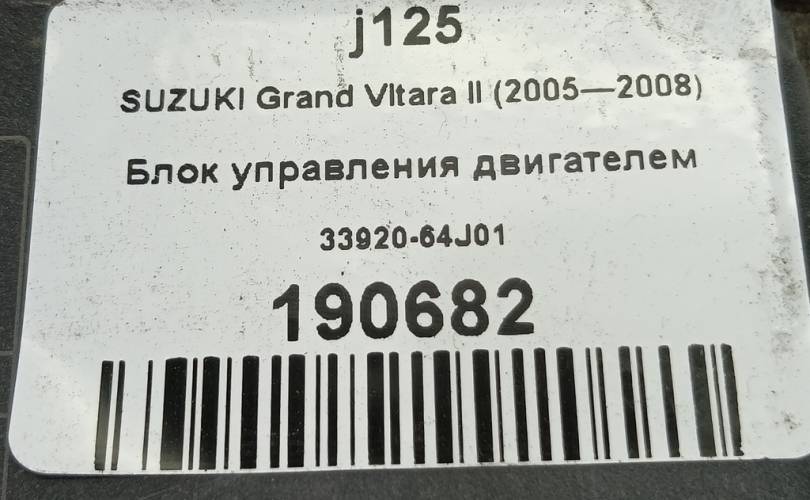 j125
SUZUKI Grand VItara II (2005—2008)
Блок управления двигателем
33920-64J01
190682